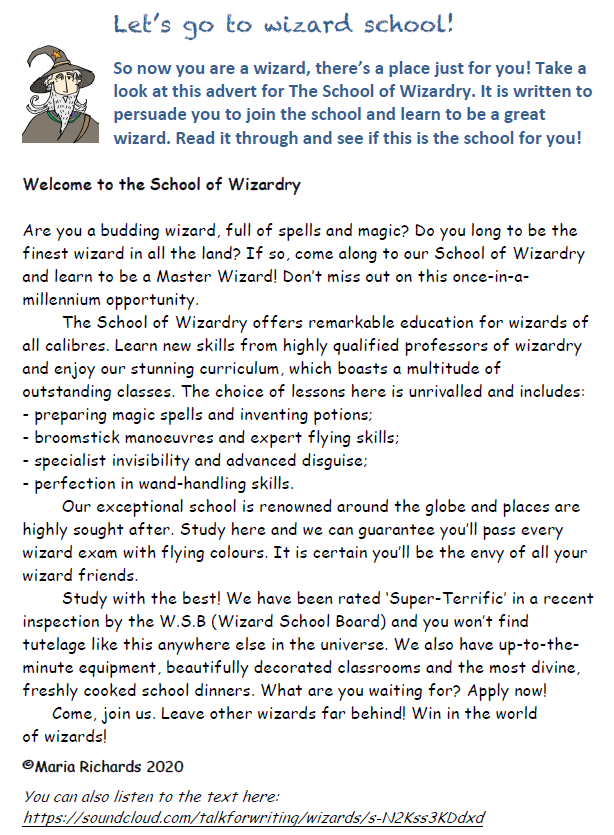 Let's go to wizard school!
So now you are a wizard, there's a place just for you! Take a
look at this advert for The School of Wizardry. It is written to
persuade you to join the school and learn to be a great
wizard. Read it through and see if this is the school for you!
Welcome to the School of Wizardry
Are you a budding wizard, full of spells and magic? Do you long to be the
finest wizard in all the land? If so, come along to our School of Wizardry
and learn to be a Master Wizard! Don't miss out on this once-in-a-
millennium opportunity.
The School of Wizardry offers remarkable education for wizards of
all calibres. Learn new skills from highly qualified professors of wizardry
and enjoy our stunning curriculum, which boasts a multitude of
outstanding classes. The choice of lessons here is unrivalled and includes:
- preparing magic spells and inventing potions;
- broomstick manoeuvres and expert flying skills;
- specialist invisibility and advanced disguise;
- perfection in wand-handling skills.
Our exceptional school is renowned around the globe and places are
highly sought after. Study here and we can guarantee you'll pass every
wizard exam with flying colours. It is certain you'll be the envy of all your
wizard friends.
Study with the best! We have been rated 'Super-Terrific' in a recent
inspection by the W.S.B (Wizard School Board) and you won't find
tutelage like this anywhere else in the universe. We also have up-to-the-
minute equipment, beautifully decorated classrooms and the most divine,
freshly cooked school dinners. What are you waiting for? Apply now!
Come, join us. Leave other wizards far behind! Win in the world
of wizards!
©Maria Richards 2020
You can also listen to the text here:
https://soundcloud.com/talkforwriting/wizards/s-N2Kss3KDdxd